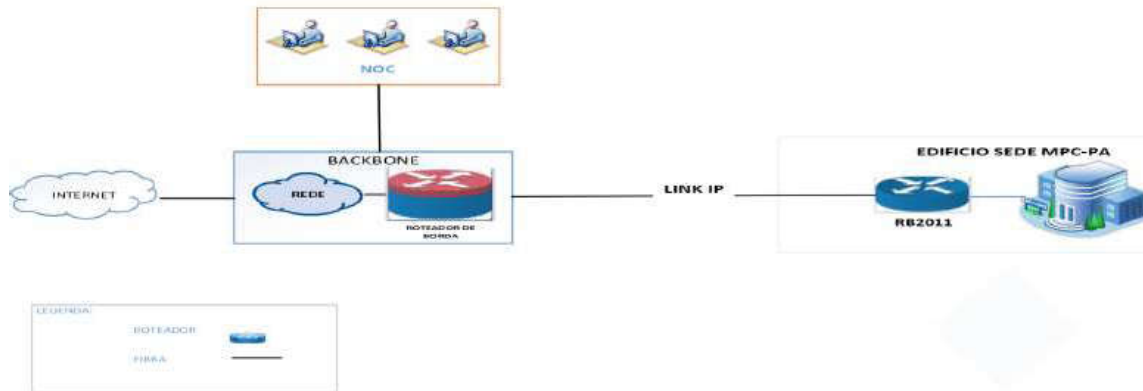 NOC
BACKBONE
INTERNET
REDE
ROTEADOR DE
BORDA
LINK IP
EDIFICIO SEDE MPC-PA
RB2011
LEGENDA:
ROTEADOR
FIBRA